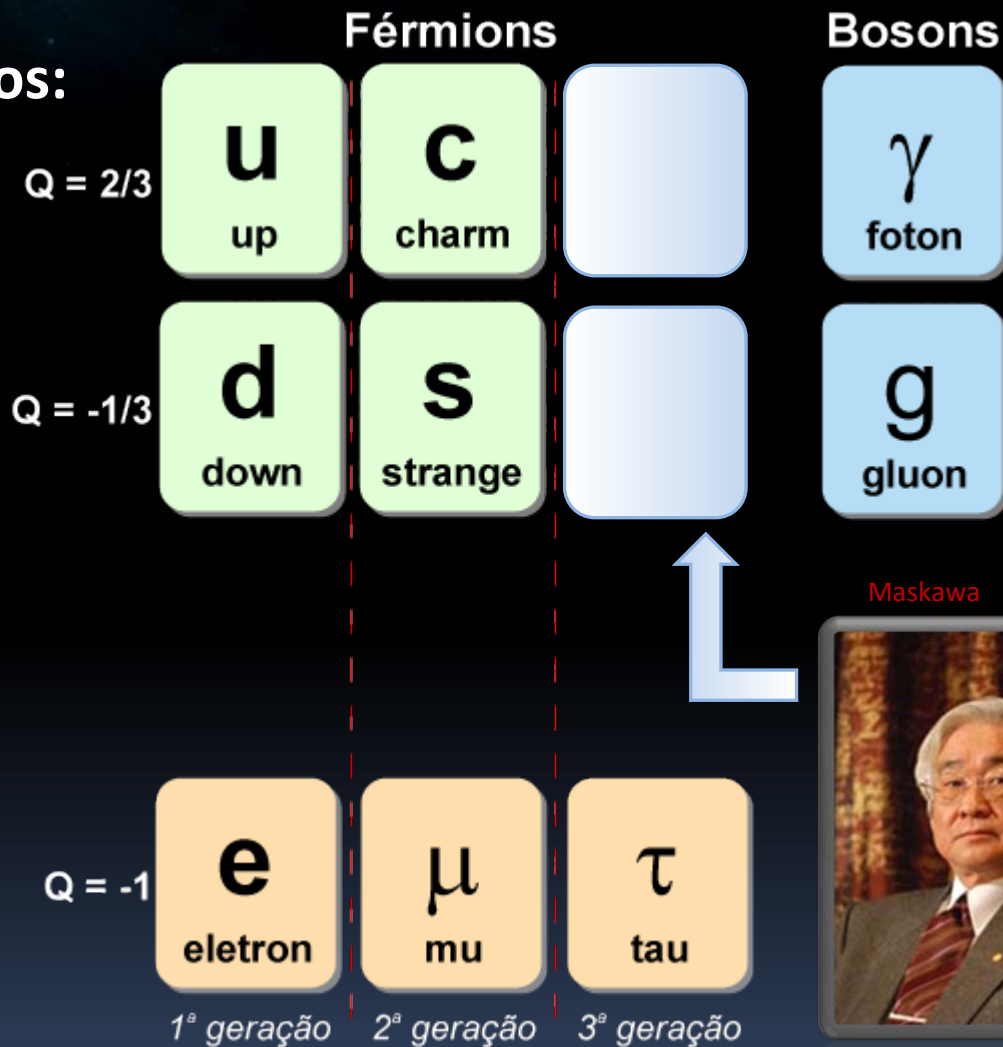 Férmions
Bosons
os:
Q = 2/3
u
up
c
charm
γ
foton
Q = -1/3
d
down
s
strange
g
gluon
Maskawa
Q = -1
e
eletron
μ
mu
τ
tau
1ª geração
2ª geração
3ª geração